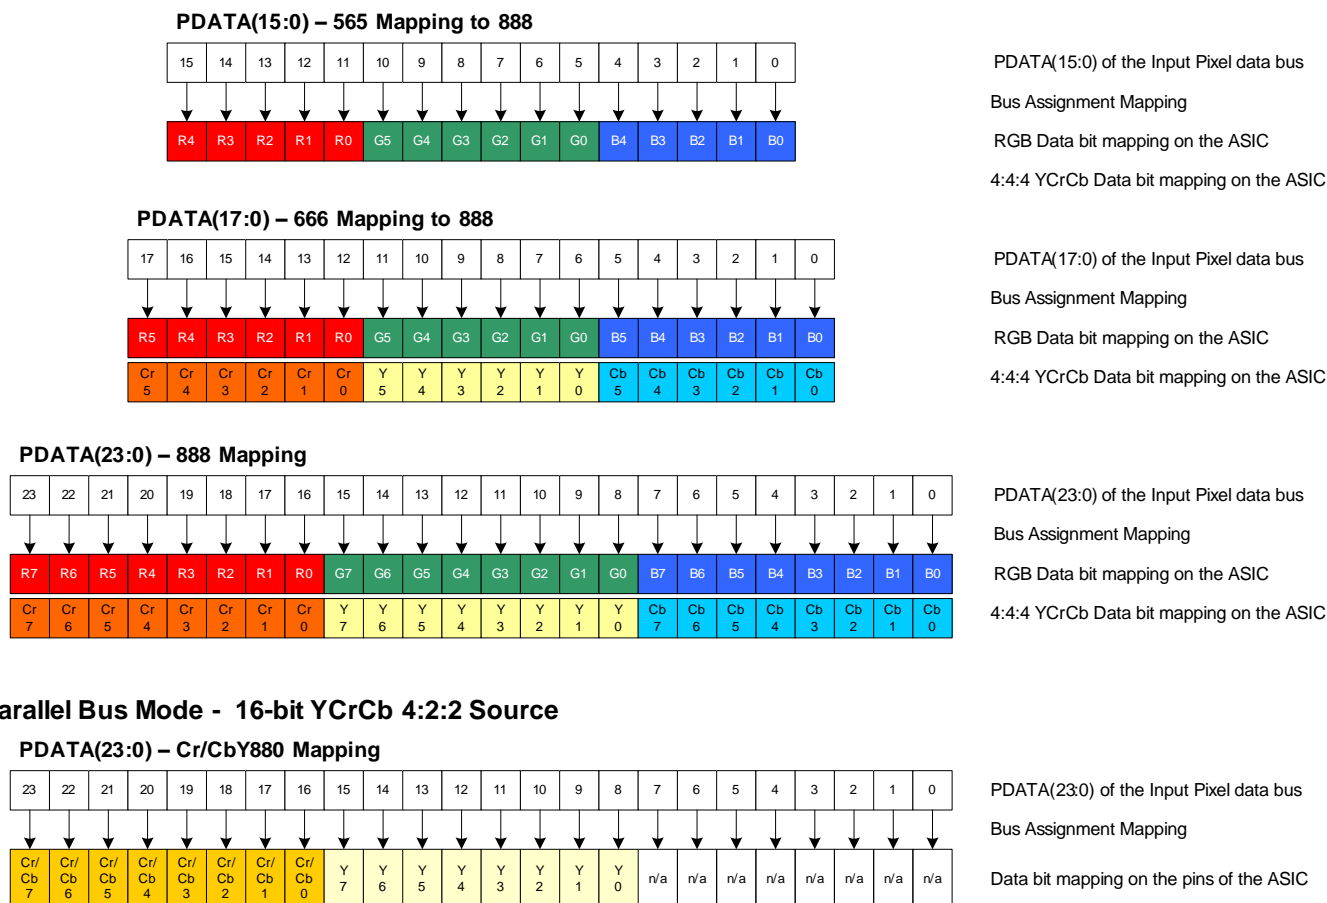 PDATA(15:0) – 565 Mapping to 888
15 14 13 12 11 10 9 8 7 6 5 4 3 2 1 0
PDATA(15:0) of the Input Pixel data bus
Bus Assignment Mapping
R4 R3 R2 R1 R0 G5 G4 G3 G2 G1 G0 B4 B3 B2 B1 B0
RGB Data bit mapping on the ASIC
4:4:4 YCrCb Data bit mapping on the ASIC
PDATA(17:0) – 666 Mapping to 888
17 16 15 14 13 12 11 10 9 8 7 6 5 4 3 2 1 0
PDATA(17:0) of the Input Pixel data bus
Bus Assignment Mapping
R5 R4 R3 R2 R1 R0 G5 G4 G3 G2 G1 G0 B5 B4 B3 B2 B1 B0
RGB Data bit mapping on the ASIC
Cr Cr Cr Cr Cr Cr Y Y Y Y Y Y Cb Cb Cb Cb Cb Cb
5 4 3 2 1 0 5 4 3 2 1 0 5 4 3 2 1 0
4:4:4 YCrCb Data bit mapping on the ASIC
PDATA(23:0) – 888 Mapping
23 22 21 20 19 18 17 16 15 14 13 12 11 10 9 8 7 6 5 4 3 2 1 0
PDATA(23:0) of the Input Pixel data bus
Bus Assignment Mapping
R7 R6 R5 R4 R3 R2 R1 R0 G7 G6 G5 G4 G3 G2 G1 G0 B7 B6 B5 B4 B3 B2 B1 B0
RGB Data bit mapping on the ASIC
Cr Cr Cr Cr Cr Cr Cr Cr Y Y Y Y Y Y Y Y Cb Cb Cb Cb Cb Cb Cb Cb
7 6 5 4 3 2 1 0 7 6 5 4 3 2 1 0 7 6 5 4 3 2 1 0
4:4:4 YCrCb Data bit mapping on the ASIC
arallel Bus Mode - 16-bit YCrCb 4:2:2 Source
PDATA(23:0) – Cr/CbY880 Mapping
23 22 21 20 19 18 17 16 15 14 13 12 11 10 9 8 7 6 5 4 3 2 1 0
PDATA(23:0) of the Input Pixel data bus
Bus Assignment Mapping
Cr/ Cr/ Cr/ Cr/ Cr/ Cr/ Cr/ Cr/ Y Y Y Y Y Y Y Y n/a n/a n/a n/a n/a n/a n/a n/a
Cb Cb Cb Cb Cb Cb Cb Cb
7 6 5 4 3 2 1 0 7 6 5 4 3 2 1 0
Data bit mapping on the pins of the ASIC